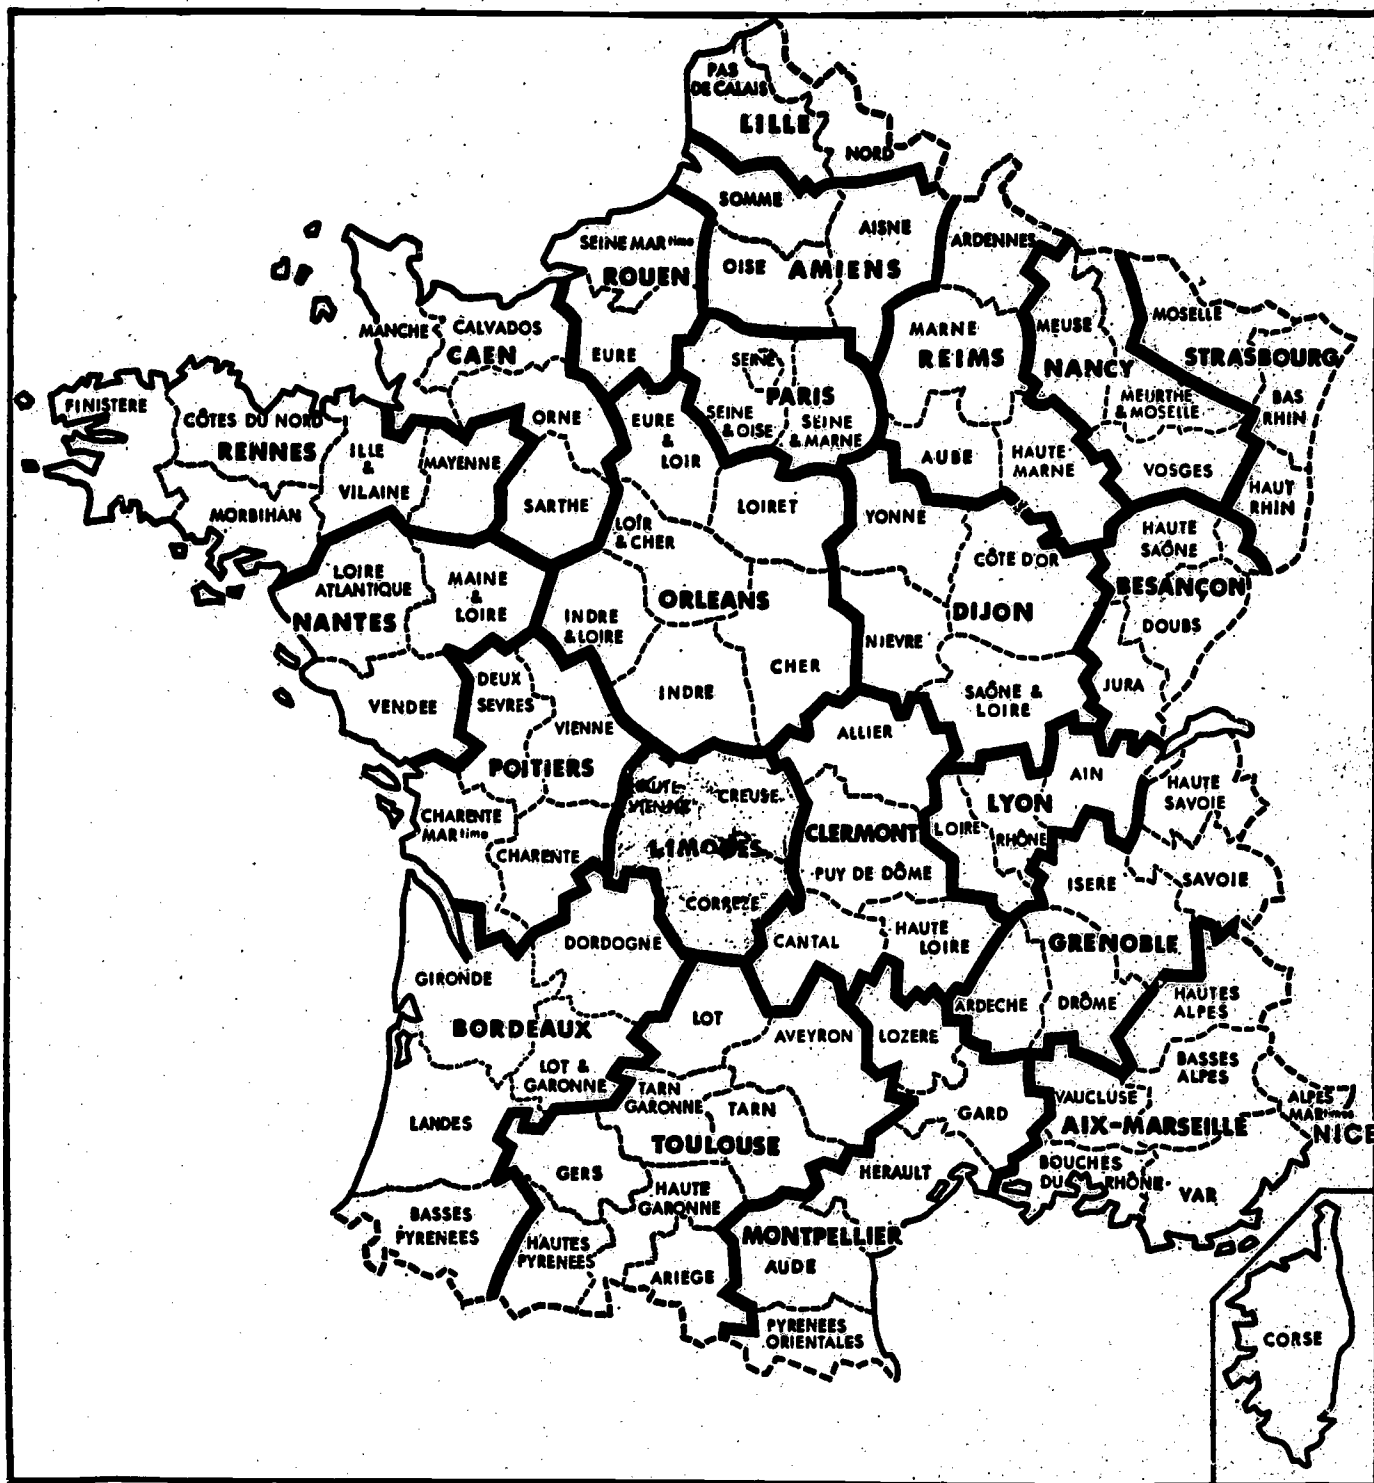 PAS
DE CALAIS
LILLE
NORD
SOMME
AISNE
ARDENNES
SEINE MARtime
ROUEN
OISE
AMIENS
MANCHE
CALVADOS
CAEN
EURE
SEINE
MARNE
REIMS
MEUSE
NANCY
MOSELLE
STRASBOURG
MEURTHE
& MOSELLE
BAS
RHIN
FINISTERE
CÔTES DU NORD
RENNES
ILLE
&
VILAINE
MAYENNE
ORNE
EURE
&
LOIR
PARIS
SEINE
& OISE
SEINE
& MARNE
AUBE
HAUTE
MARNE
VOSGES
HAUT
RHIN
MORBIHAN
SARTHE
LOIR
& CHER
LOIRET
YONNE
CÔTE D'OR
HAUTE
SAÔNE
BESANÇON
LOIRE
ATLANTIQUE
NANTES
MAINE
&
LOIRE
INDRE
& LOIRE
ORLEANS
DIJON
DOUBS
NIEVRE
CHER
INDRE
JURA
SAÔNE &
LOIRE
VENDEE
DEUX
SEVRES
VIENNE
POITIERS
ALLIER
AIN
LYON
HAUTE
SAVOIE
HAUTE
VIENNE
CREUSE
LIMOGES
CHARENTE
MARtime
CHARENTE
CLERMONT
LOIRE
RHÔNE
PUY DE DÔME
ISERE
SAVOIE
CORREZE
DORDOGNE
CANTAL
HAUTE
LOIRE
GRENOBLE
GIRONDE
BORDEAUX
LOT
AVEYRON
LOZERE
ARDECHE
DRÔME
HAUTES
ALPES
LOT &
GARONNE
TARN
GARONNE
TARN
BASSES
ALPES
LANDES
TOULOUSE
GARD
VAUCLUSE
AIX-MARSEILLE
ALPES
MARtimes
NICE
GERS
HAUTE
GARONNE
HERAULT
BOUCHES
DU RHÔNE
VAR
BASSES
PYRENEES
HAUTES
PYRENEES
ARIEGE
MONTPELLIER
AUDE
PYRENEES
ORIENTALES
CORSE